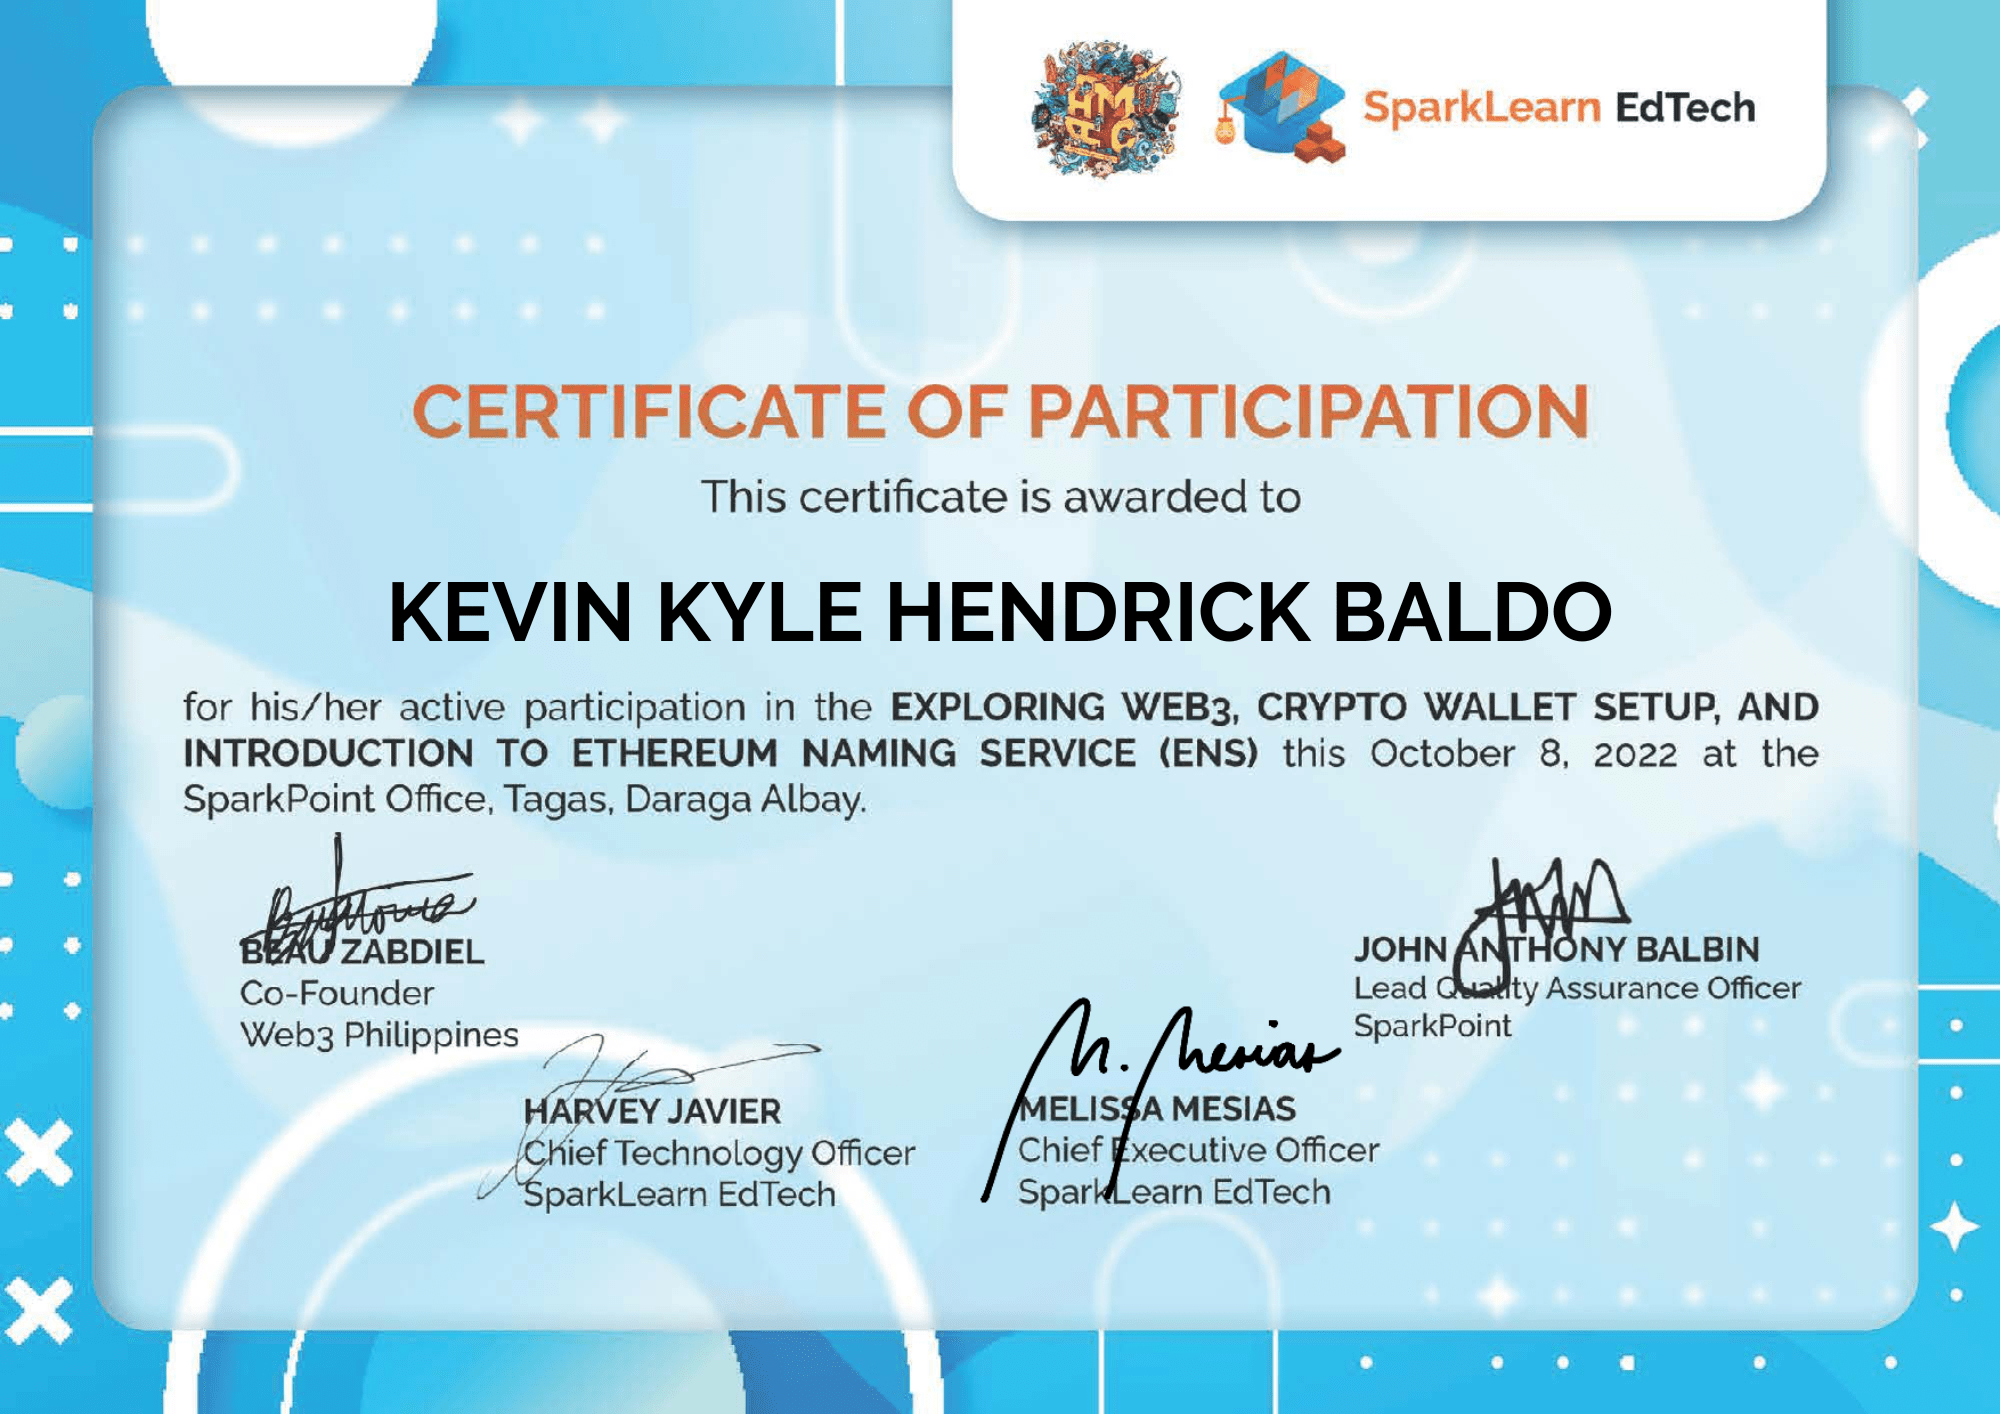 SparkLearn EdTech
CERTIFICATE OF PARTICIPATION
This certificate is awarded to
KEVIN KYLE HENDRICK BALDO
for his/her active participation in the EXPLORING WEB3, CRYPTO WALLET SETUP, AND
INTRODUCTION TO ETHEREUM NAMING SERVICE (ENS) this October 8, 2022 at the
SparkPoint Office, Tagas, Daraga Albay.
BEAU ZABDIEL
Co-Founder
Web3 Philippines
HARVEY JAVIER
Chief Technology Officer
SparkLearn EdTech
M. Mesias
MELISSA MESIAS
Chief Executive Officer
SparkLearn EdTech
JOHN ANTHONY BALBIN
Lead Quality Assurance Officer
SparkPoint